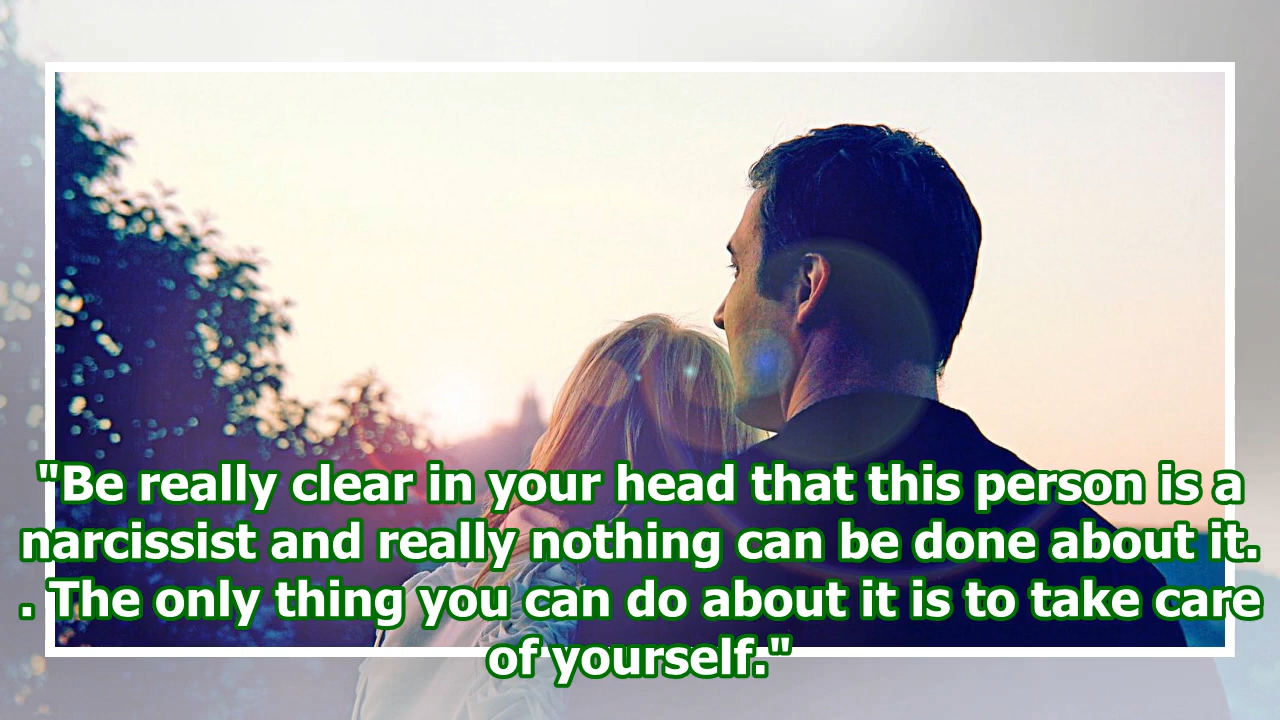 "Be really clear in your head that this person is a
narcissist and really nothing can be done about it.
. The only thing you can do about it is to take care
of yourself."